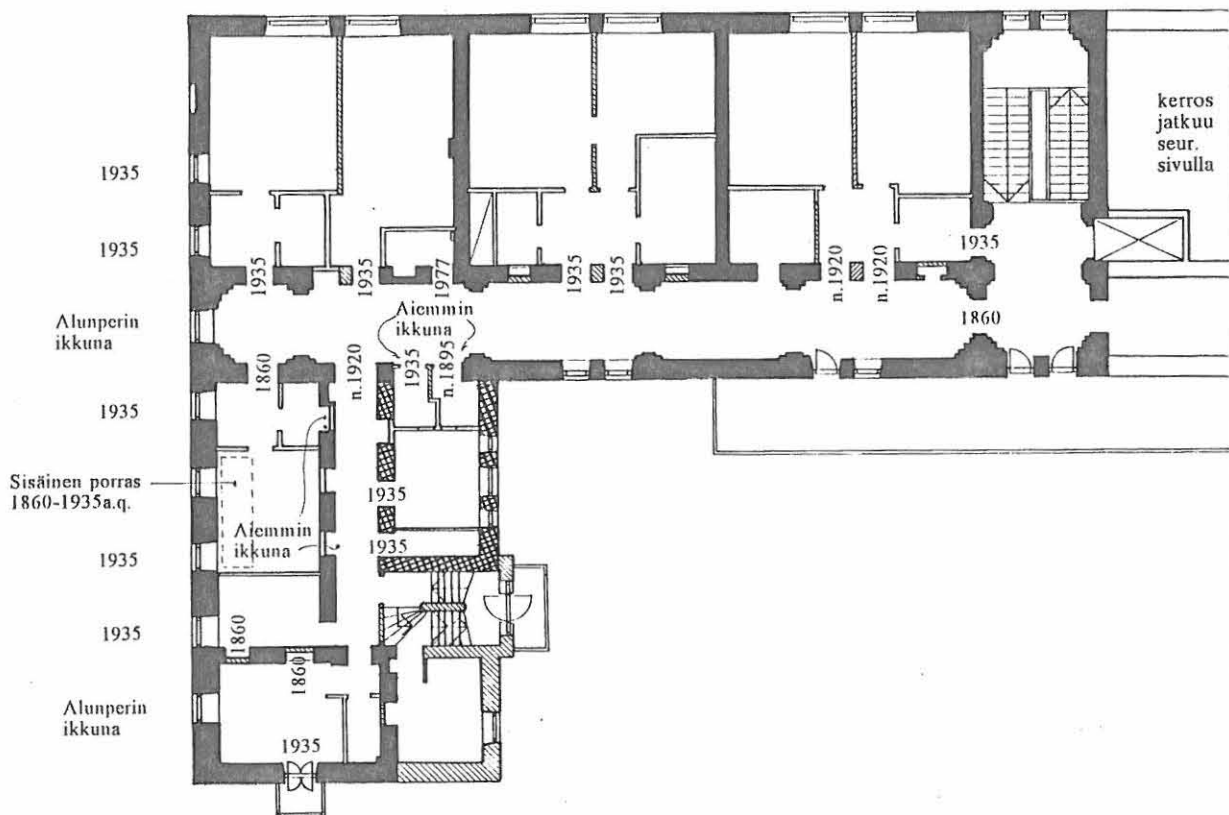 kerros
jatkuu
seur.
sivulla
1935
1935
1935
1935
1935
1977
1935
1935
n.1920
n.1920
1935
1860
Alunperin
ikkuna
Aiemmin
ikkuna
1860
n.1920
1935
n.1895
1935
Sisäinen porras
1860-1935a.q.
1935
Aiemmin
ikkuna
1935
1935
1935
1860
1860
Alunperin
ikkuna
1935